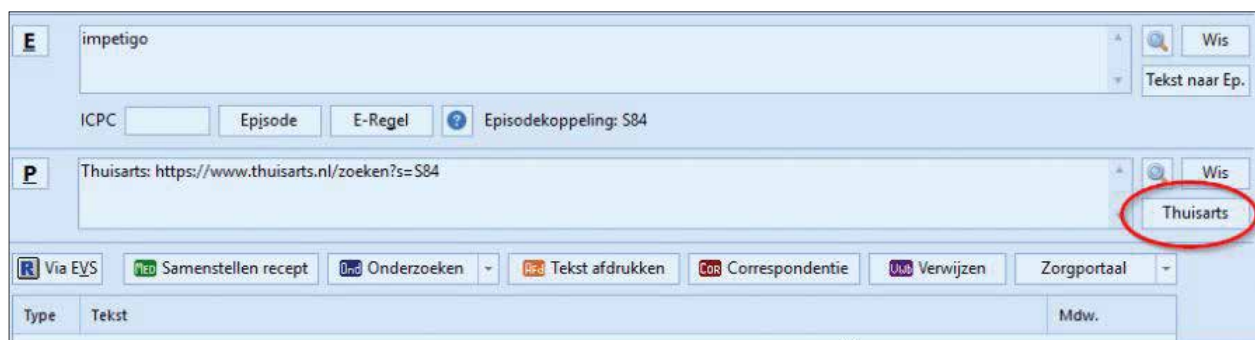 E impetigo Wis
Tekst naar Ep.
ICPC Episode E-Regel ? Episodekoppeling: S84
P Thuisarts: https://www.thuisarts.nl/zoeken?s=S84 Wis
Thuisarts
R Via EVS MED Samenstellen recept Ond Onderzoeken Afd Tekst afdrukken COR Correspondentie Uwb Verwijzen Zorgportaal
Type Tekst Mdw.